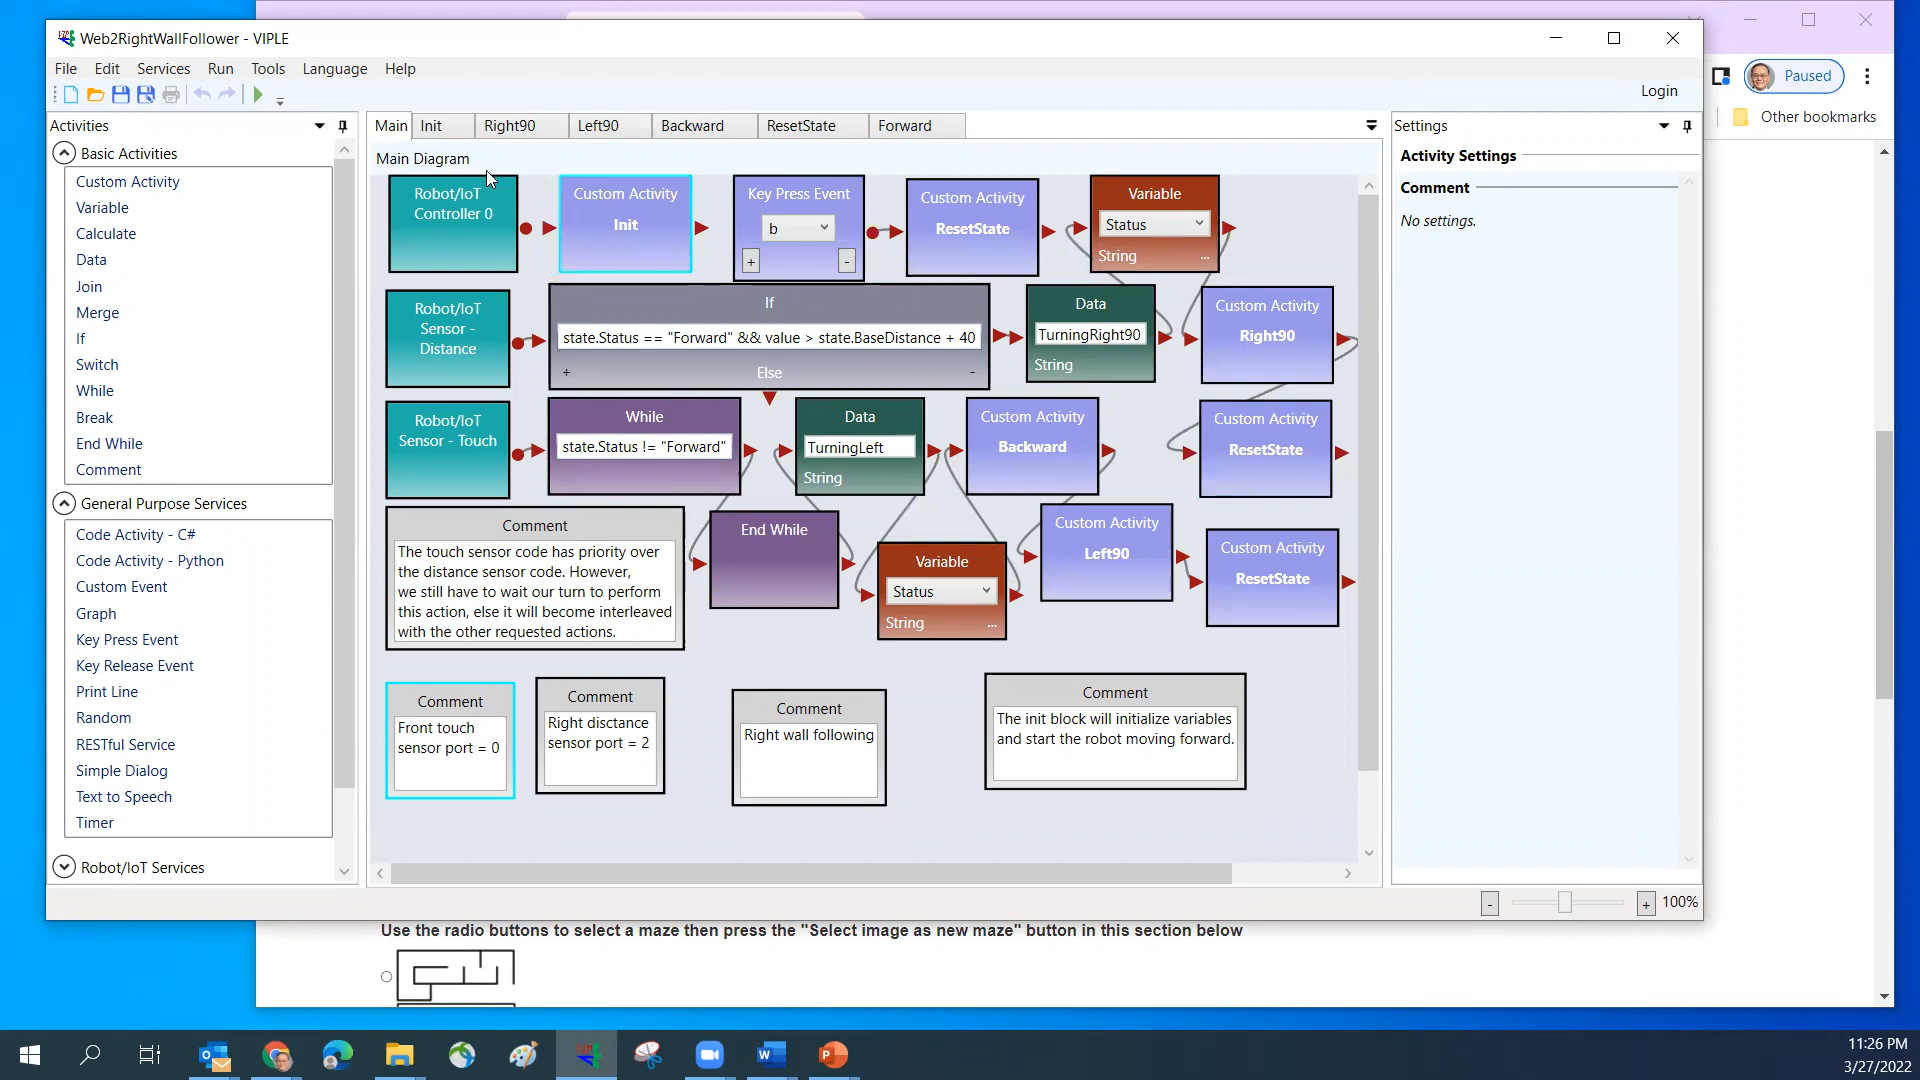 Web2RightWallFollower - VIPLE
File Edit Services Run Tools Language Help
Paused
Login
Other bookmarks
Activities
Basic Activities
Custom Activity
Variable
Calculate
Data
Join
Merge
If
Switch
While
Break
End While
Comment
General Purpose Services
Code Activity - C#
Code Activity - Python
Custom Event
Graph
Key Press Event
Key Release Event
Print Line
Random
RESTful Service
Simple Dialog
Text to Speech
Timer
Robot/IoT Services
Main Init Right90 Left90 Backward ResetState Forward
Main Diagram
Robot/IoT
Controller 0
Custom Activity
Init
Key Press Event
b
+ -
Custom Activity
ResetState
Variable
Status
String ...
Robot/IoT
Sensor -
Distance
If
state.Status == "Forward" && value > state.BaseDistance + 40
+ Else -
Data
TurningRight90
String
Custom Activity
Right90
Robot/IoT
Sensor - Touch
While
state.Status != "Forward"
Data
TurningLeft
String
Custom Activity
Backward
Custom Activity
ResetState
Comment
The touch sensor code has priority over
the distance sensor code. However,
we still have to wait our turn to perform
this action, else it will become interleaved
with the other requested actions.
End While
Variable
Status
String ...
Custom Activity
Left90
Custom Activity
ResetState
Comment
Front touch
sensor port = 0
Comment
Right disctance
sensor port = 2
Comment
Right wall following
Comment
The init block will initialize variables
and start the robot moving forward.
Settings
Activity Settings
Comment
No settings.
- + 100%
Use the radio buttons to select a maze then press the "Select image as new maze" button in this section below
11:26 PM
3/27/2022